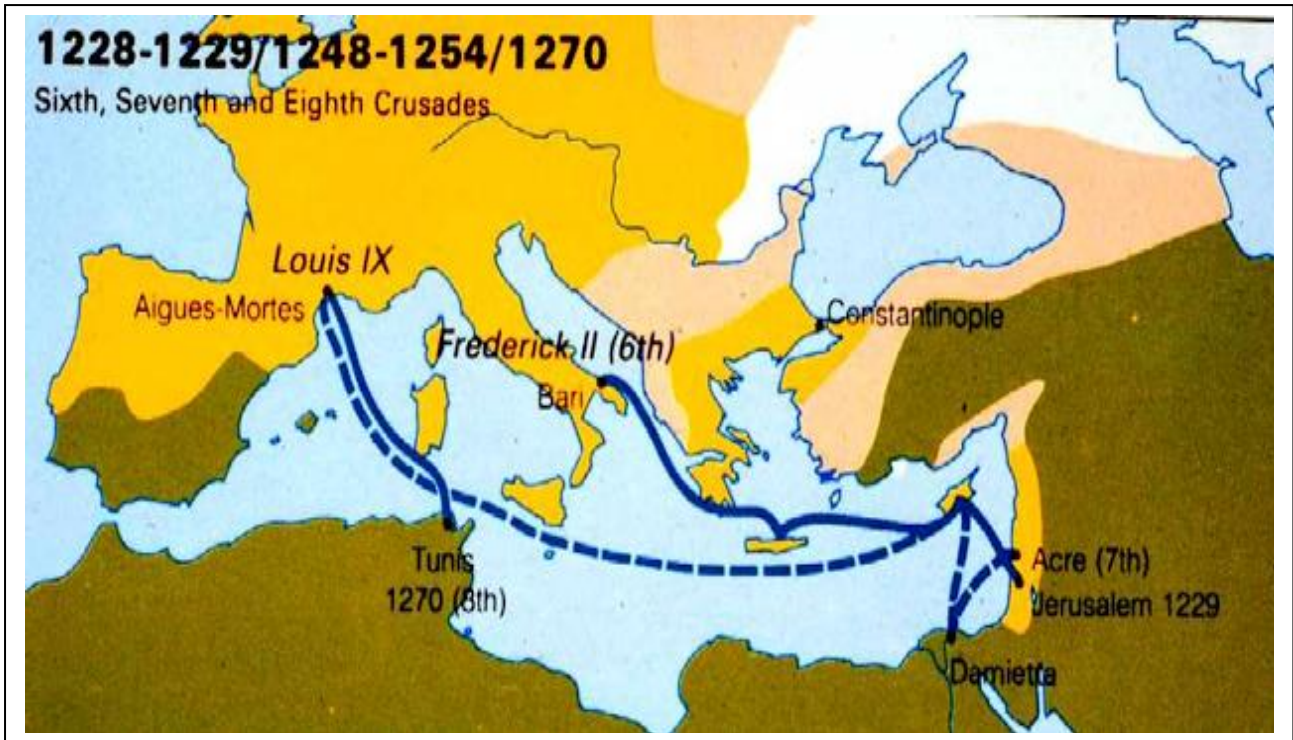 1228-1229/1248-1254/1270
Sixth, Seventh and Eighth Crusades
Louis IX
Aigues-Mortes
Constantinople
Frederick II (6th)
Bari
Tunis
1270 (8th)
Acre (7th)
Jerusalem 1229
Damietta